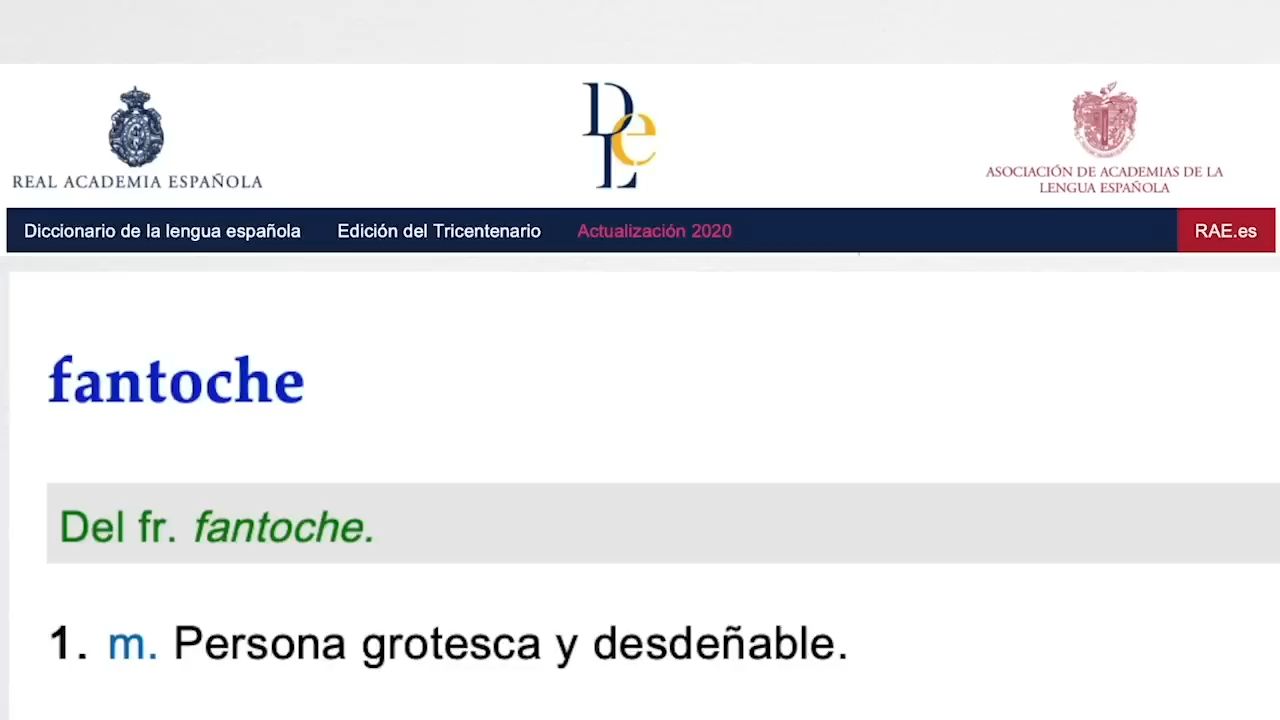 REAL ACADEMIA ESPAÑOLA
DLe
ASOCIACIÓN DE ACADEMIAS DE LA
LENGUA ESPAÑOLA
Diccionario de la lengua española Edición del Tricentenario Actualización 2020 RAE.es
fantoche
Del fr. fantoche.
1. m. Persona grotesca y desdeñable.